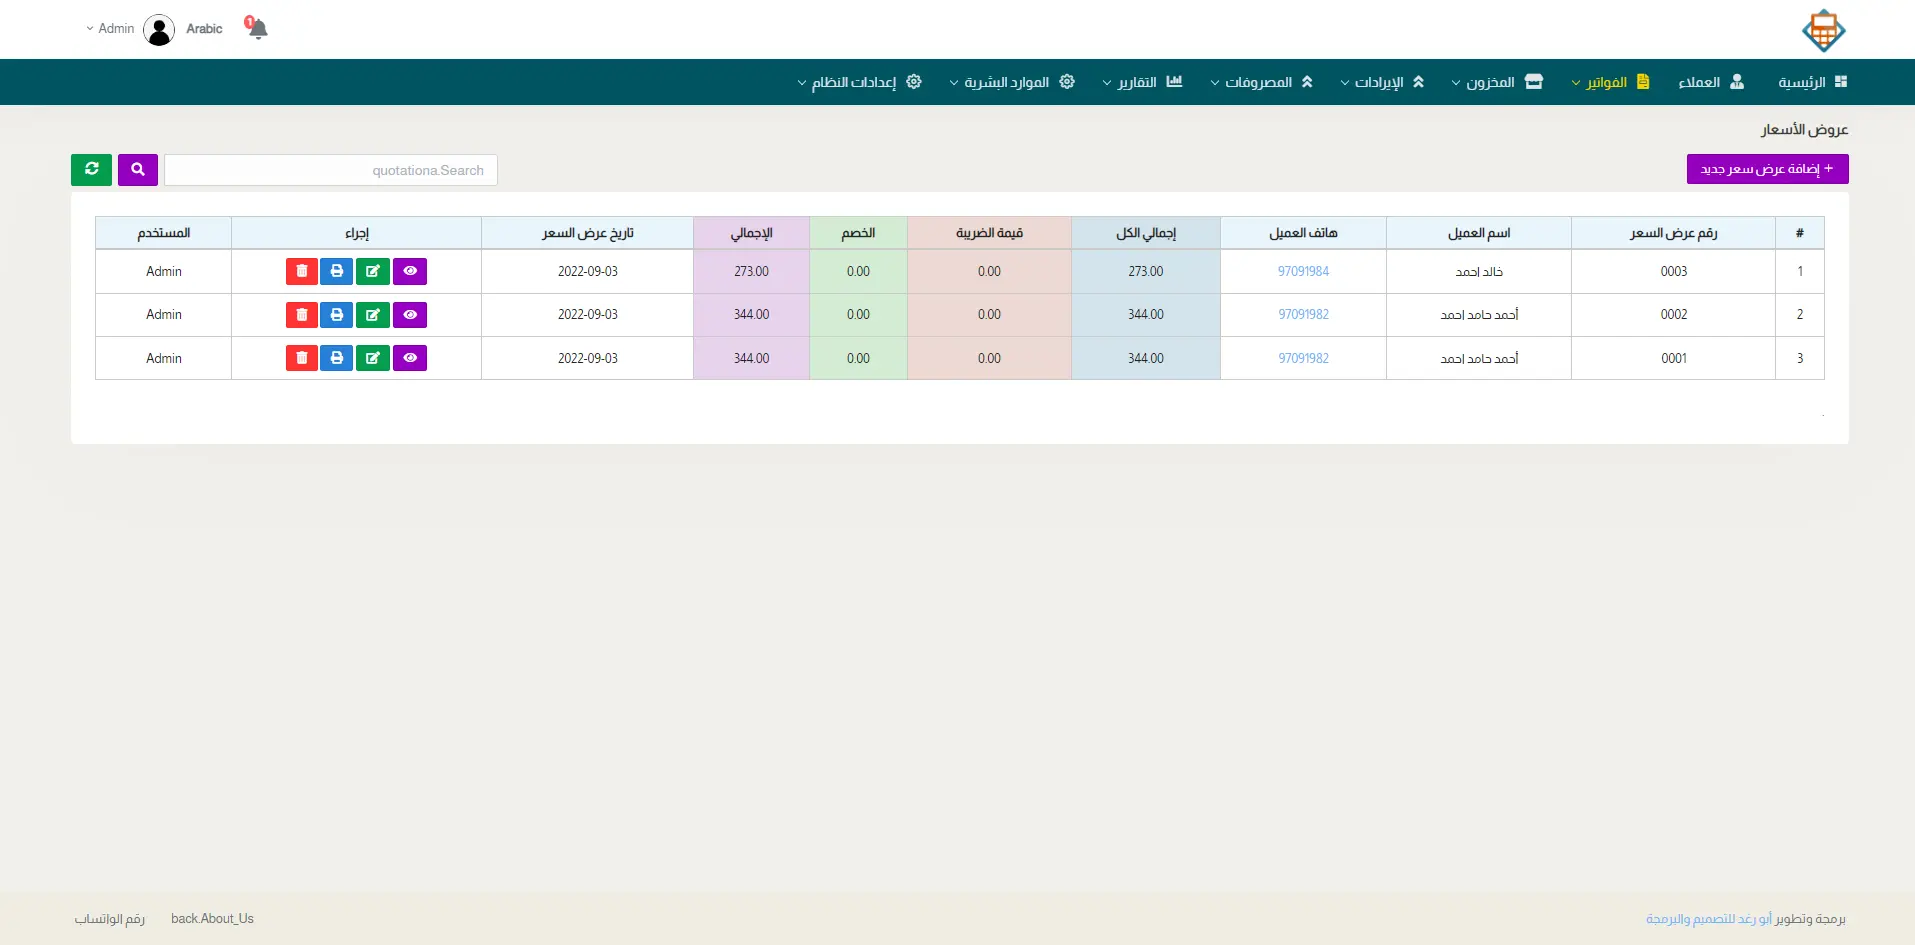 1 Arabic Admin
الرئيسية العملاء الفواتير المخزون الإيرادات المصروفات التقارير الموارد البشرية إعدادات النظام
عروض الأسعار
+ إضافة عرض سعر جديد quotationa.Search
# رقم عرض السعر اسم العميل هاتف العميل إجمالي الكل قيمة الضريبة الخصم الإجمالي تاريخ عرض السعر إجراء المستخدم
1 0003 خالد احمد 97091984 273.00 0.00 0.00 273.00 2022-09-03 Admin
2 0002 أحمد حامد احمد 97091982 344.00 0.00 0.00 344.00 2022-09-03 Admin
3 0001 أحمد حامد احمد 97091982 344.00 0.00 0.00 344.00 2022-09-03 Admin
.
برمجة وتطوير أبو رغد للتصميم والبرمجة back.About_Us رقم الواتساب